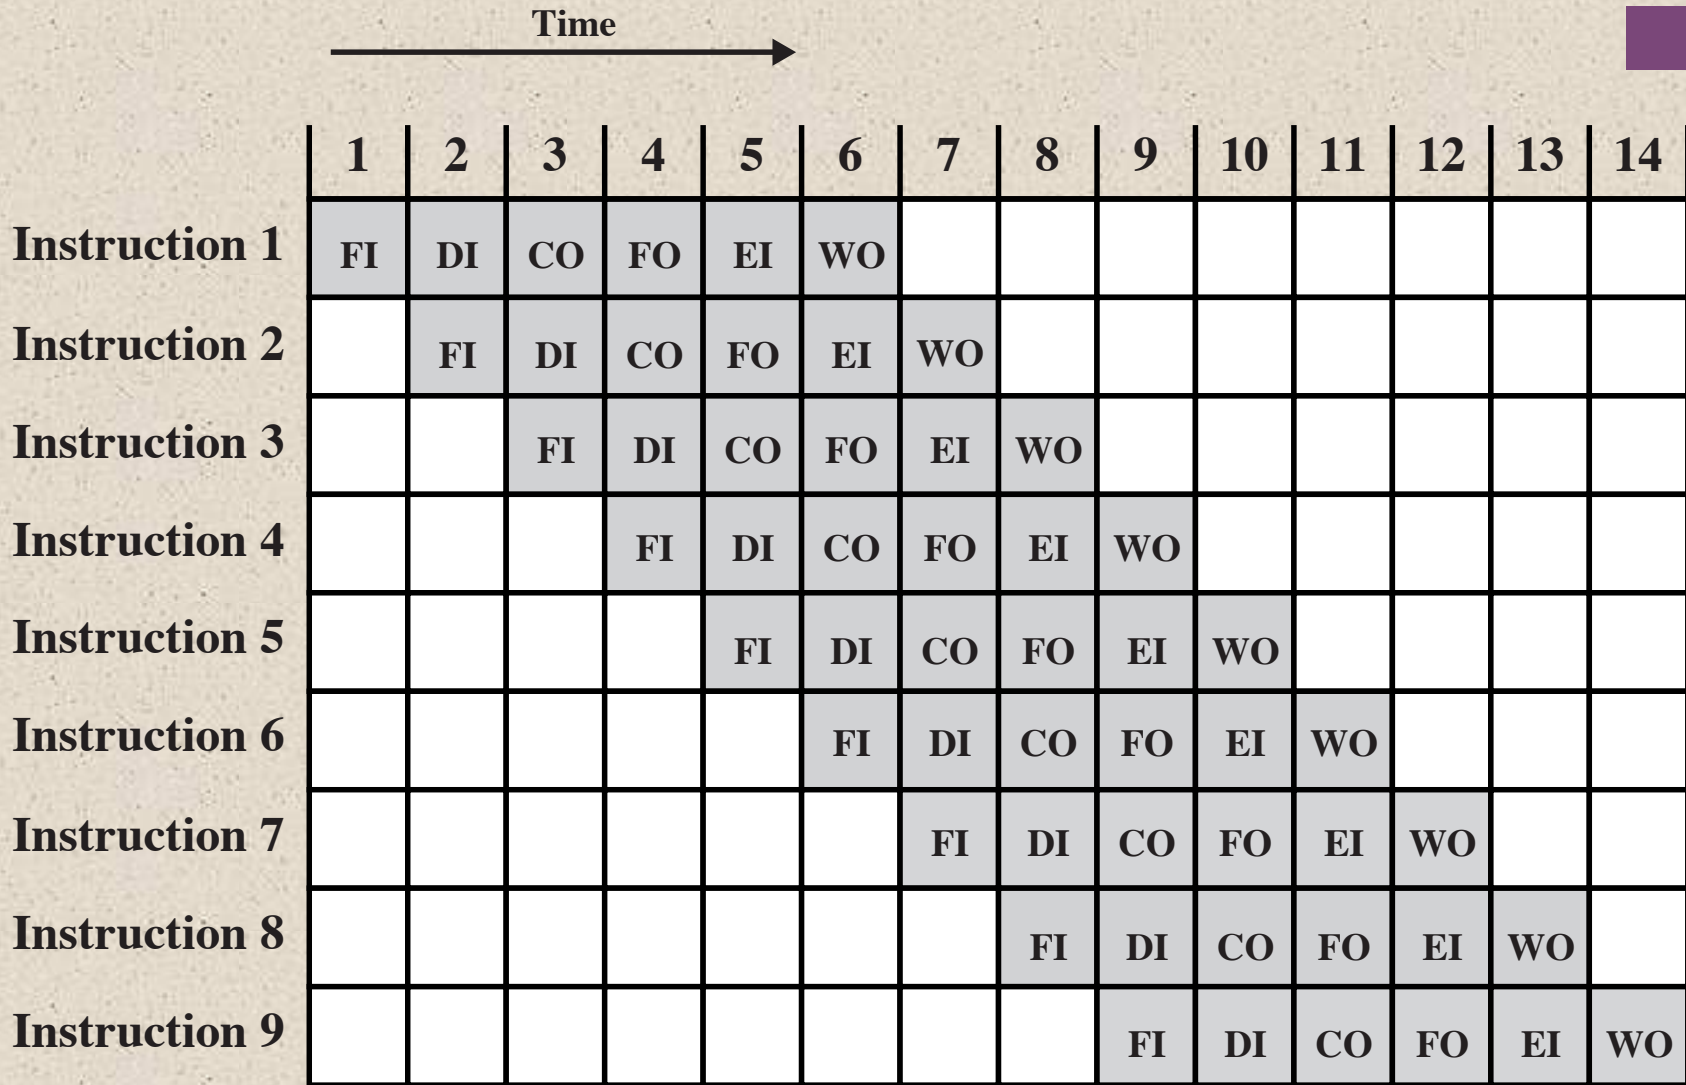 Time
1 2 3 4 5 6 7 8 9 10 11 12 13 14
Instruction 1 FI DI CO FO EI WO
Instruction 2 FI DI CO FO EI WO
Instruction 3 FI DI CO FO EI WO
Instruction 4 FI DI CO FO EI WO
Instruction 5 FI DI CO FO EI WO
Instruction 6 FI DI CO FO EI WO
Instruction 7 FI DI CO FO EI WO
Instruction 8 FI DI CO FO EI WO
Instruction 9 FI DI CO FO EI WO